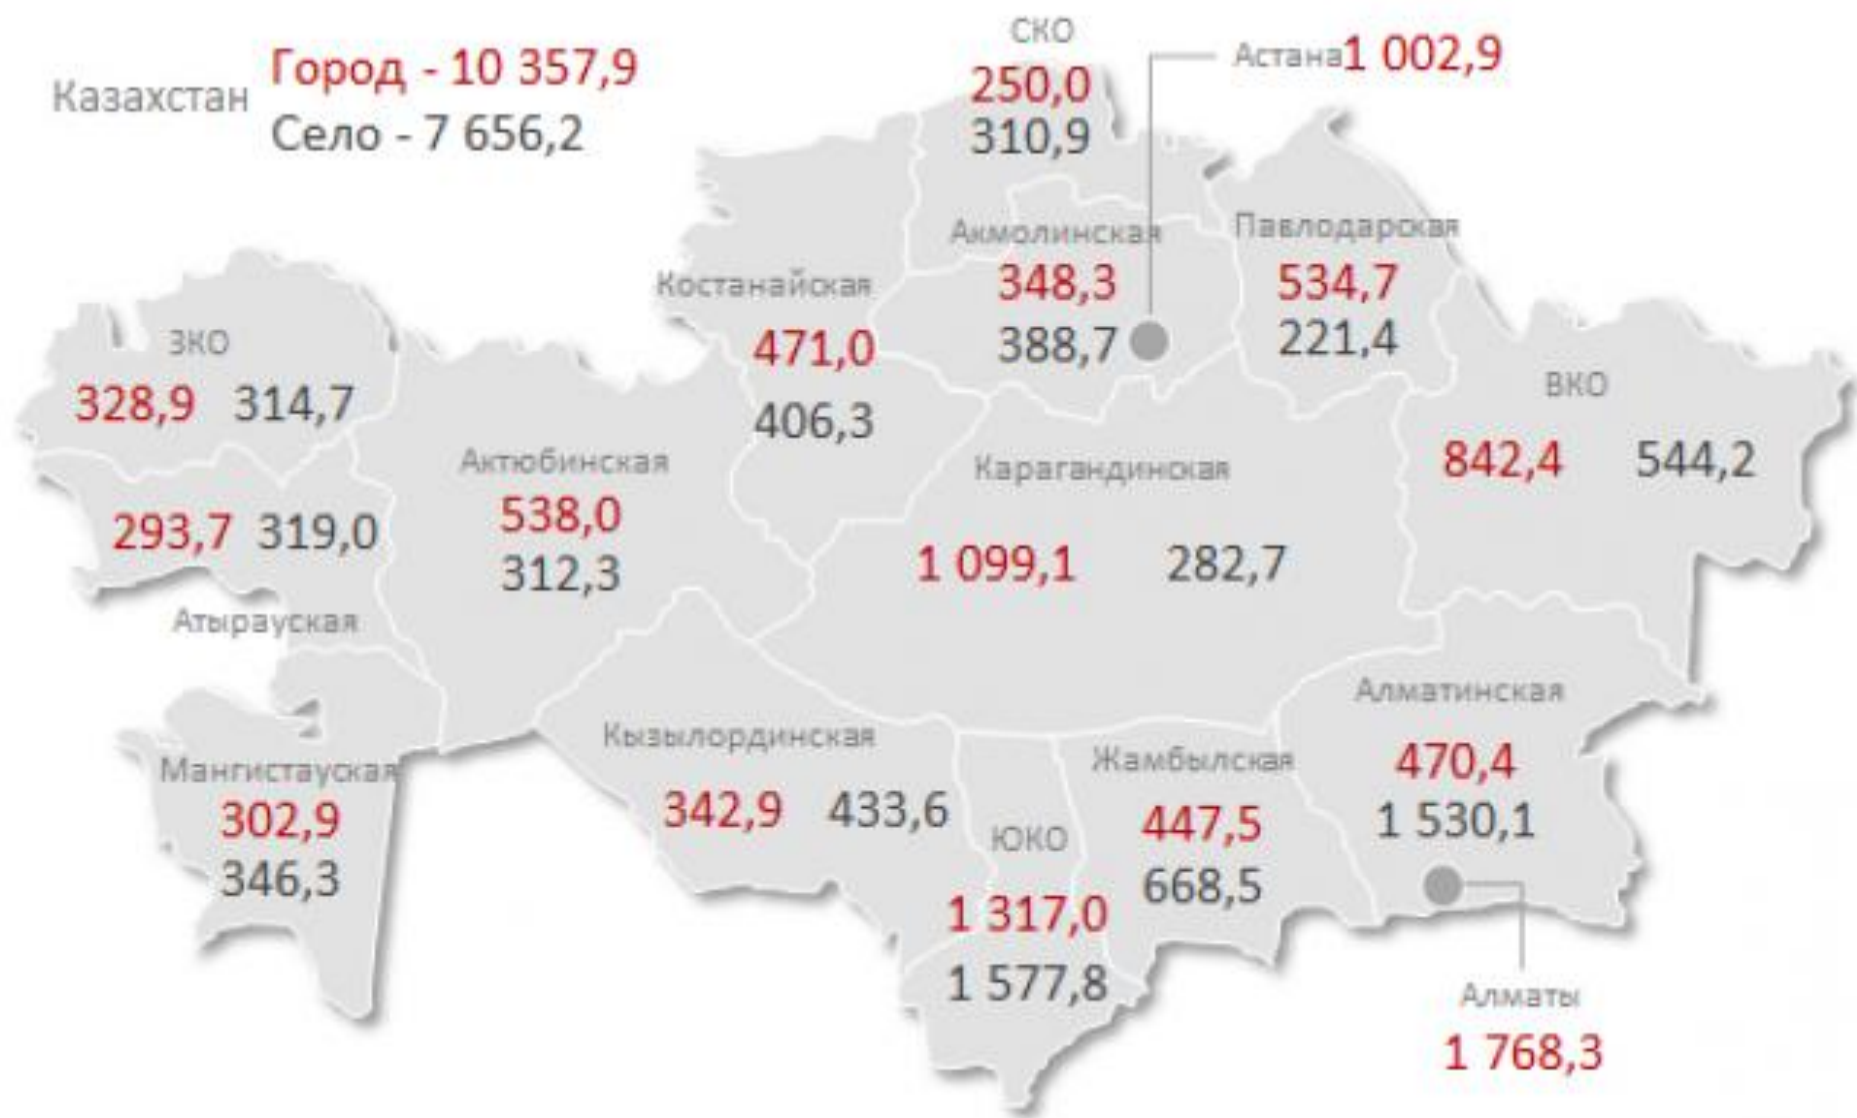 Казахстан
Город - 10 357,9
Село - 7 656,2
СКО
250,0
310,9
Астана 1 002,9
Акмолинская
348,3
388,7
Павлодарская
534,7
221,4
Костанайская
471,0
406,3
ЗКО
328,9 314,7
ВКО
842,4 544,2
Актюбинская
538,0
312,3
Карагандинская
1 099,1 282,7
293,7 319,0
Атырауская
Алматинская
470,4
1 530,1
Кызылординская
342,9 433,6
Жамбылская
447,5
668,5
Мангистауская
302,9
346,3
ЮКО
1 317,0
1 577,8
Алматы
1 768,3